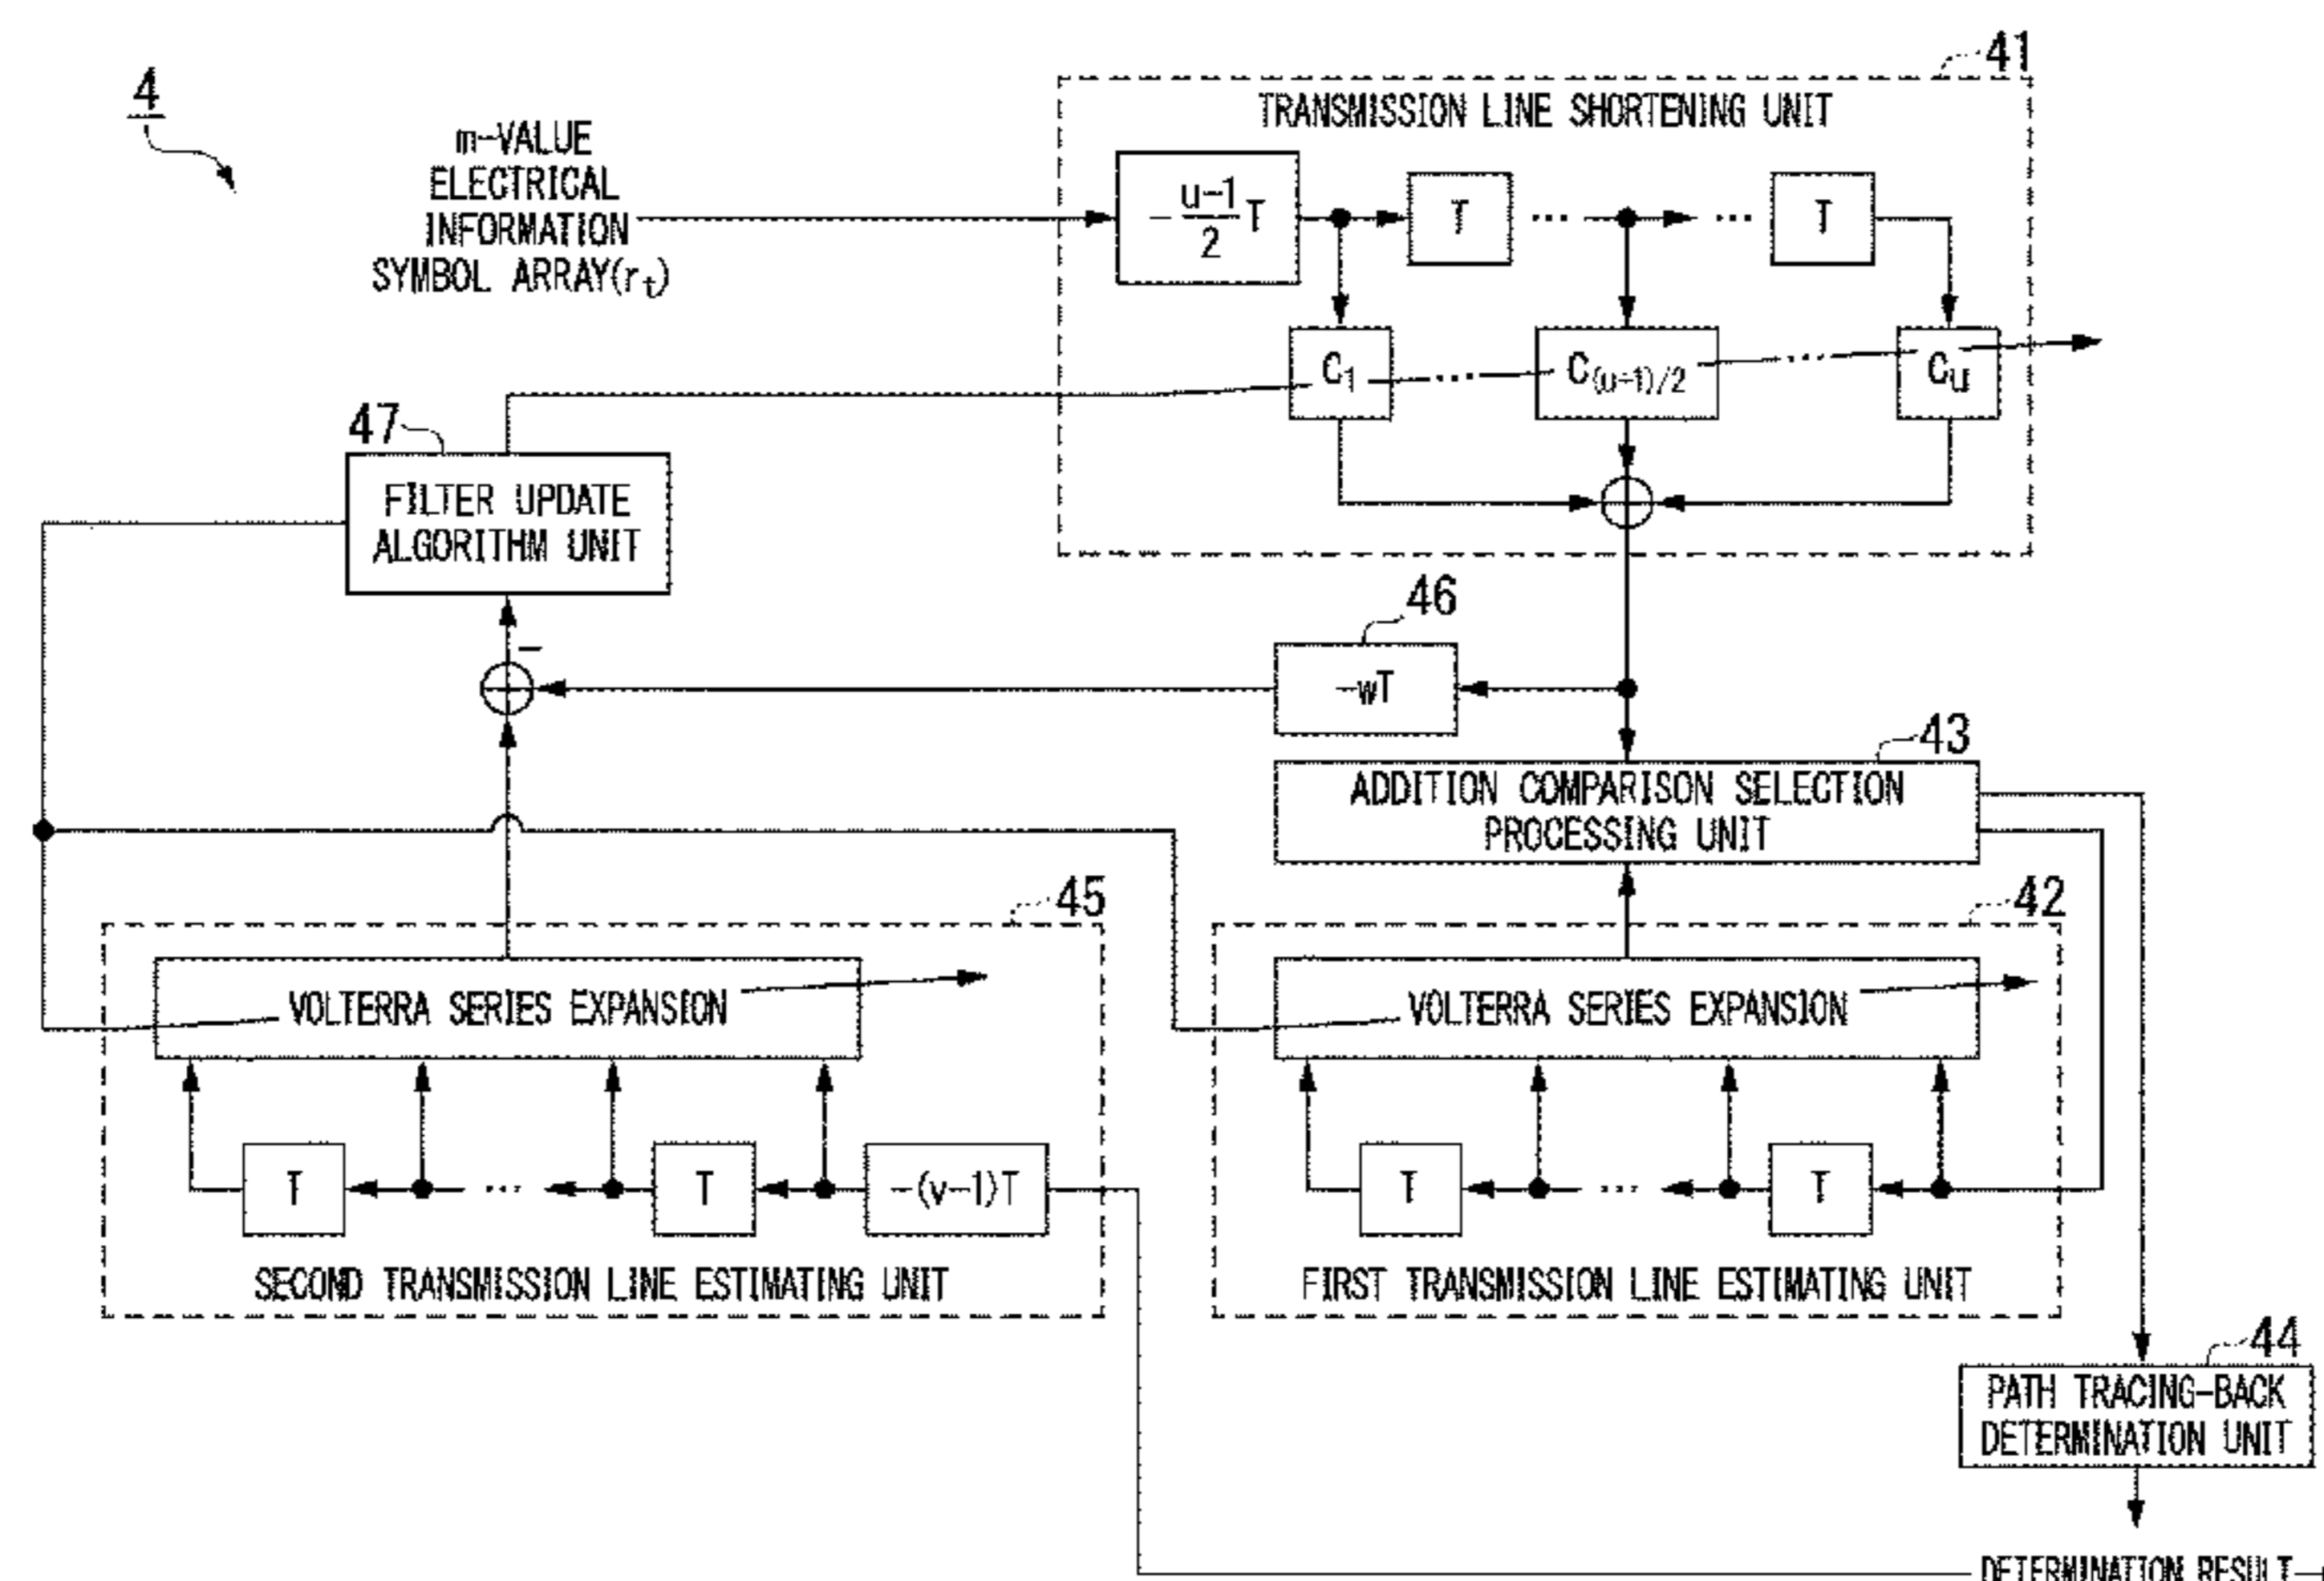 4
41
TRANSMISSION LINE SHORTENING UNIT
m-VALUE
ELECTRICAL
INFORMATION
SYMBOL ARRAY(rt)
- u-1/2 T
T
...
...
T
C1
...
C(u+1)/2
...
Cu
47
FILTER UPDATE
ALGORITHM UNIT
46
-wT
-
43
ADDITION COMPARISON SELECTION
PROCESSING UNIT
45
42
VOLTERRA SERIES EXPANSION
VOLTERRA SERIES EXPANSION
T
...
T
-(v-1)T
T
...
T
SECOND TRANSMISSION LINE ESTIMATING UNIT
FIRST TRANSMISSION LINE ESTIMATING UNIT
44
PATH TRACING-BACK
DETERMINATION UNIT
DETERMINATION RESULT